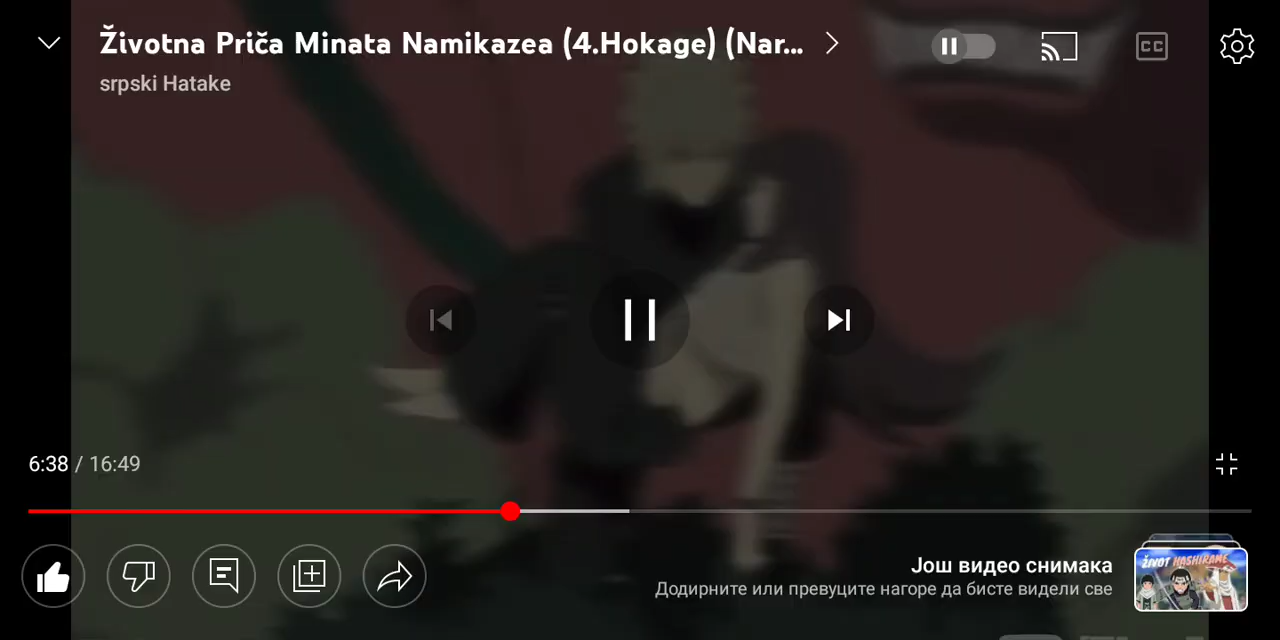 Životna Priča Minata Namikazea (4.Hokage) (Nar...
srpski Hatake
CC
6:38 / 16:49
Још видео снимака
Додирните или превуците нагоре да бисте видели све
ŽIVOT HASHIRAME